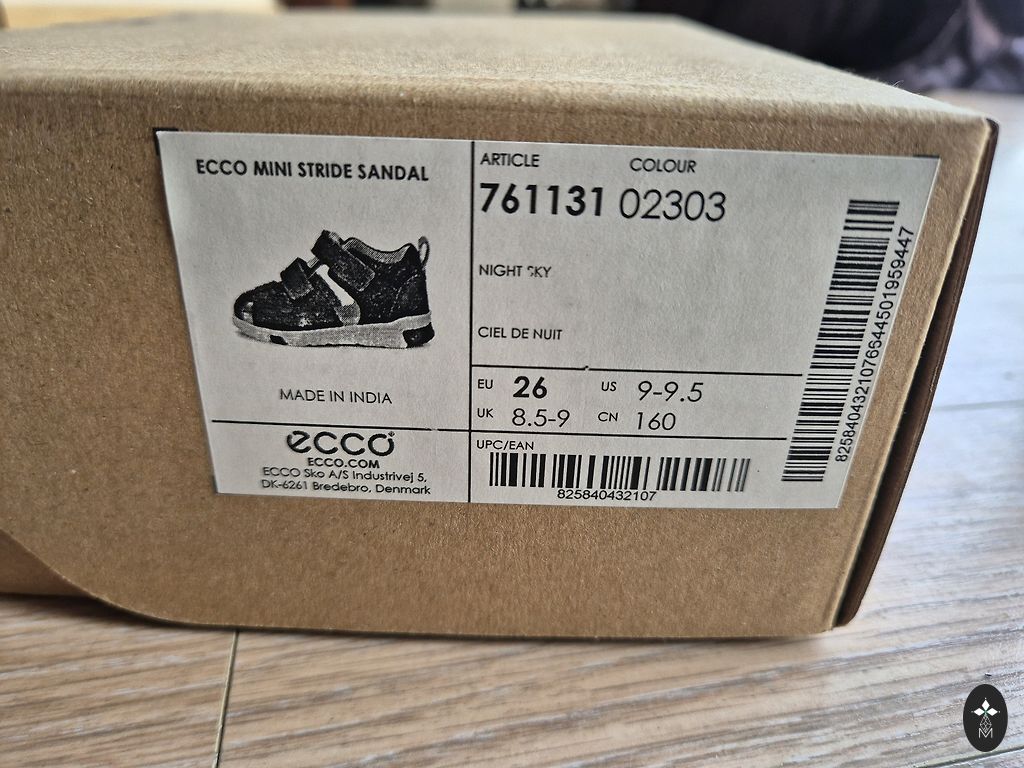 ECCO MINI STRIDE SANDAL
MADE IN INDIA
ecco
ECCO.COM
ECCO Sko A/S Industrivej 5,
DK-6261 Bredebro, Denmark
ARTICLE COLOUR
761131 02303
NIGHT SKY
CIEL DE NUIT
EU 26 US 9-9.5
UK 8.5-9 CN 160
UPC/EAN
825840432107
8258404321076644501959447
M